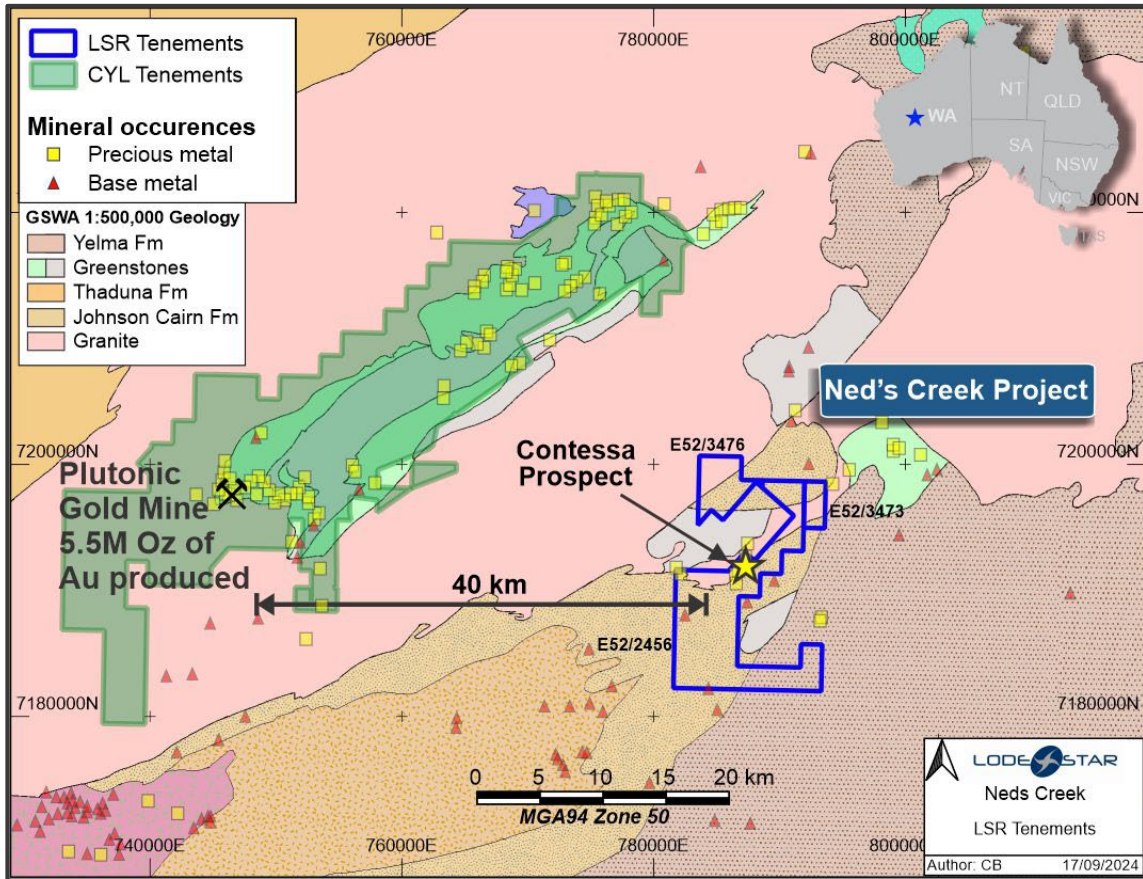 LSR Tenements
CYL Tenements
Mineral occurences
Precious metal
Base metal
GSWA 1:500,000 Geology
Yelma Fm
Greenstones
Thaduna Fm
Johnson Cairn Fm
Granite
760000E
780000E
800000E
NT
QLD
WA
SA
NSW
VIC
TAS
0000N
Ned's Creek Project
7200000N
7200000N
E52/3476
Contessa
Prospect
E52/3473
Plutonic
Gold Mine
5.5M Oz of
Au produced
40 km
E52/2456
7180000N
7180000N
0 5 10 15 20 km
MGA94 Zone 50
740000E
760000E
780000E
8000
LODESTAR
Neds Creek
LSR Tenements
Author: CB 17/09/2024